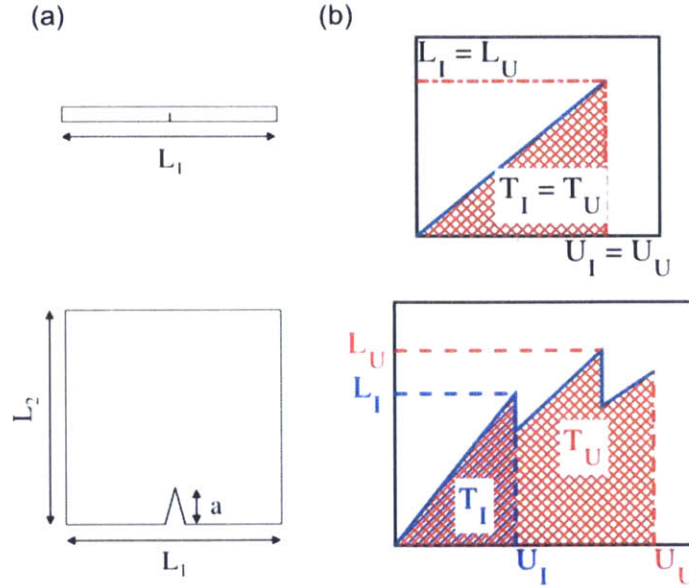 (a)
(b)
L_I = L_U
T_I = T_U
U_I = U_U
L_1
L_2
a
L_1
L_U
L_I
T_U
T_I
U_I
U_U